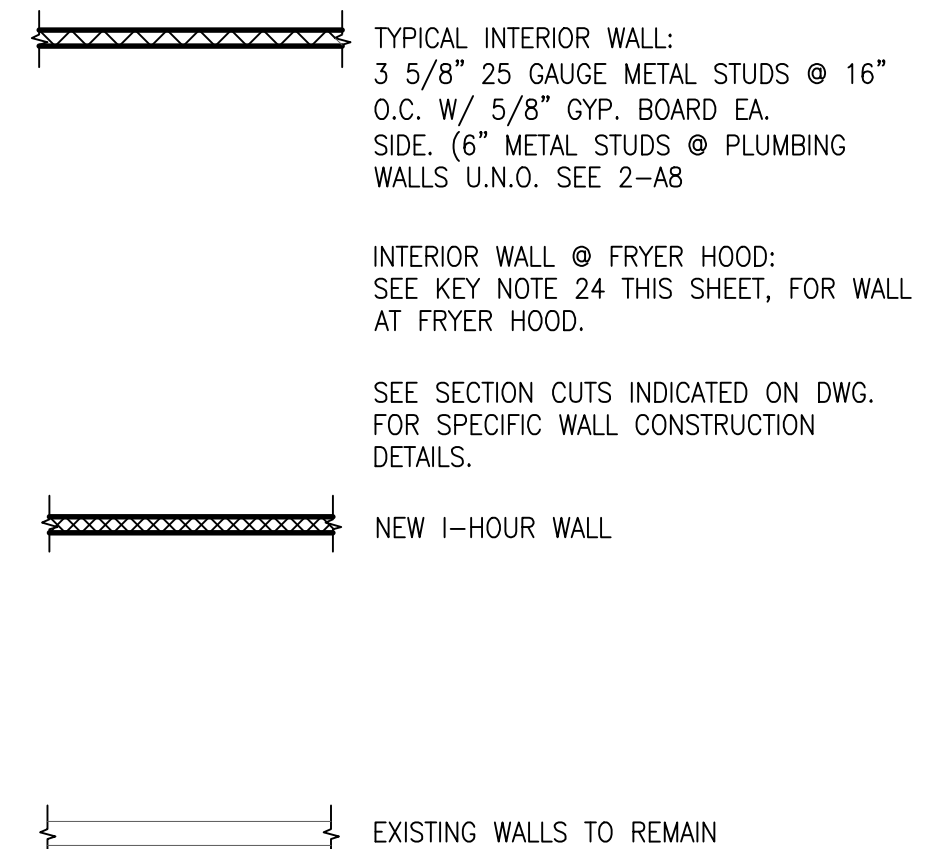 TYPICAL INTERIOR WALL:
3 5/8" 25 GAUGE METAL STUDS @ 16"
O.C. W/ 5/8" GYP. BOARD EA.
SIDE. (6" METAL STUDS @ PLUMBING
WALLS U.N.O. SEE 2-A8
INTERIOR WALL @ FRYER HOOD:
SEE KEY NOTE 24 THIS SHEET, FOR WALL
AT FRYER HOOD.
SEE SECTION CUTS INDICATED ON DWG.
FOR SPECIFIC WALL CONSTRUCTION
DETAILS.
NEW I-HOUR WALL
EXISTING WALLS TO REMAIN